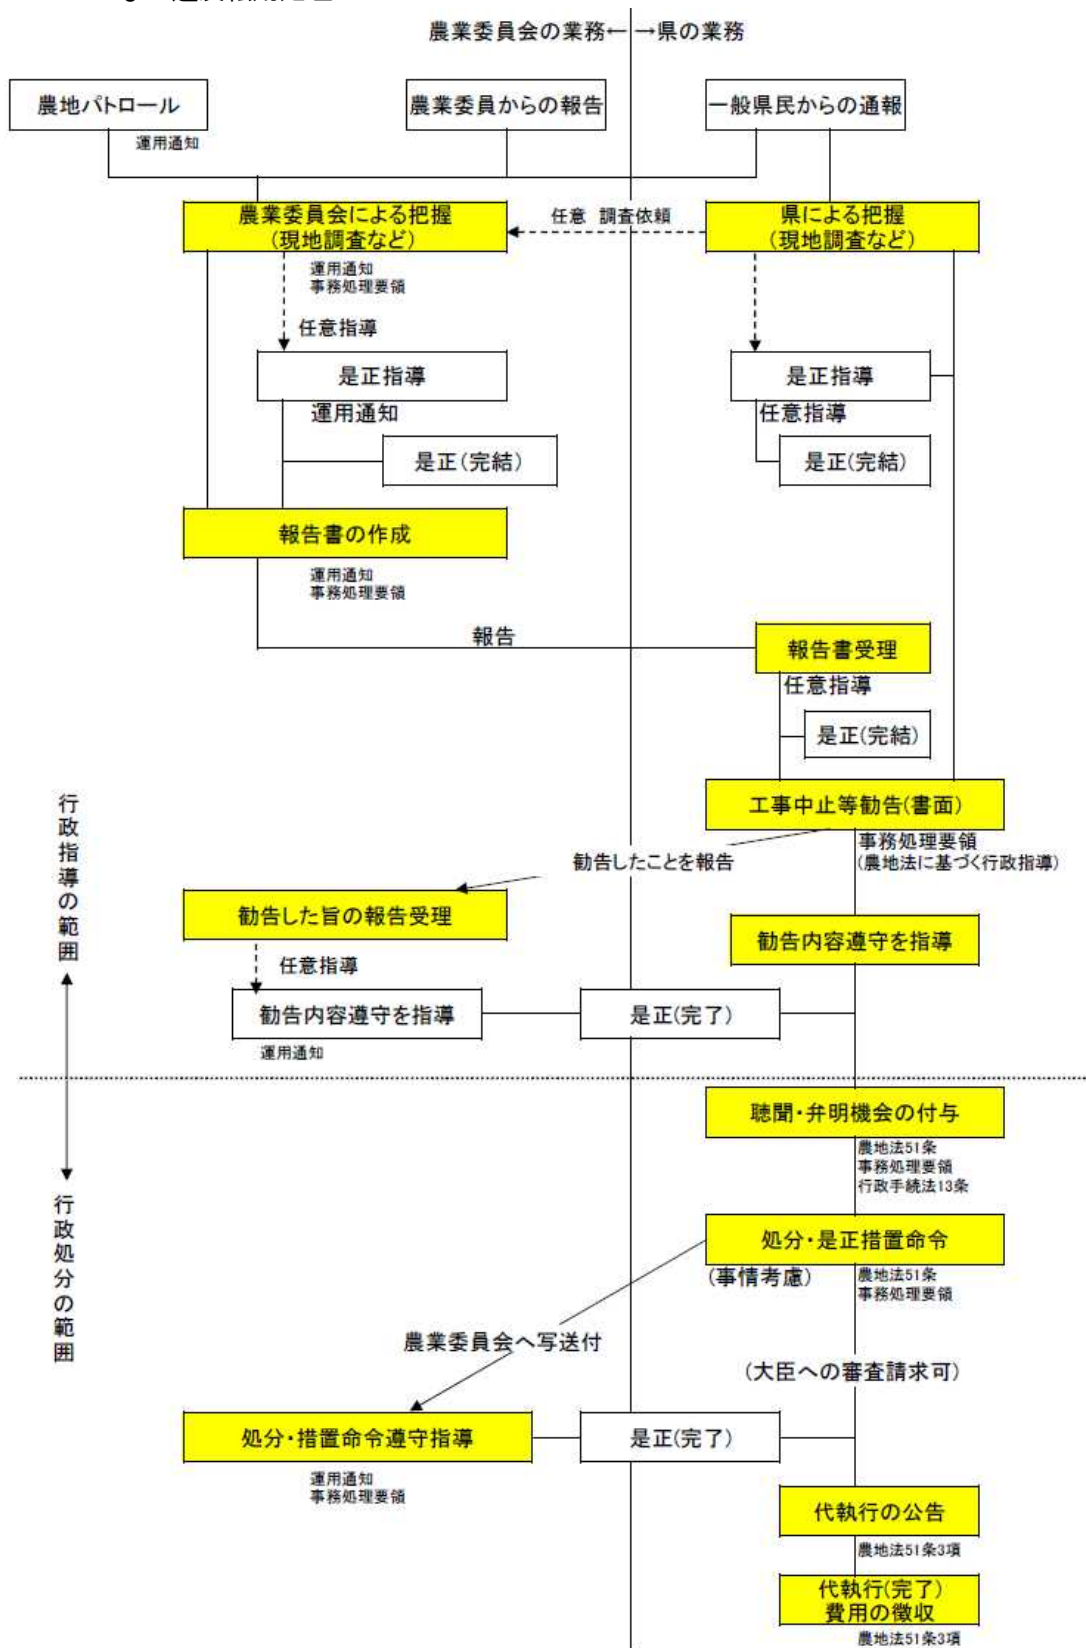 農業委員会の業務←
→県の業務
農地パトロール
農業委員からの報告
一般県民からの通報
運用通知
農業委員会による把握
(現地調査など)
任意 調査依頼
県による把握
(現地調査など)
運用通知
事務処理要領
任意指導
是正指導
是正指導
運用通知
任意指導
是正(完結)
是正(完結)
報告書の作成
運用通知
事務処理要領
報告
報告書受理
任意指導
是正(完結)
行政指導の範囲
工事中止等勧告(書面)
事務処理要領
(農地法に基づく行政指導)
勧告したことを報告
勧告した旨の報告受理
勧告内容遵守を指導
任意指導
勧告内容遵守を指導
是正(完了)
運用通知
聴聞・弁明機会の付与
農地法51条
事務処理要領
行政手続法13条
行政処分の範囲
処分・是正措置命令
(事情考慮)
農地法51条
事務処理要領
農業委員会へ写送付
(大臣への審査請求可)
処分・措置命令遵守指導
是正(完了)
運用通知
事務処理要領
代執行の公告
農地法51条3項
代執行(完了)
費用の徴収
農地法51条3項